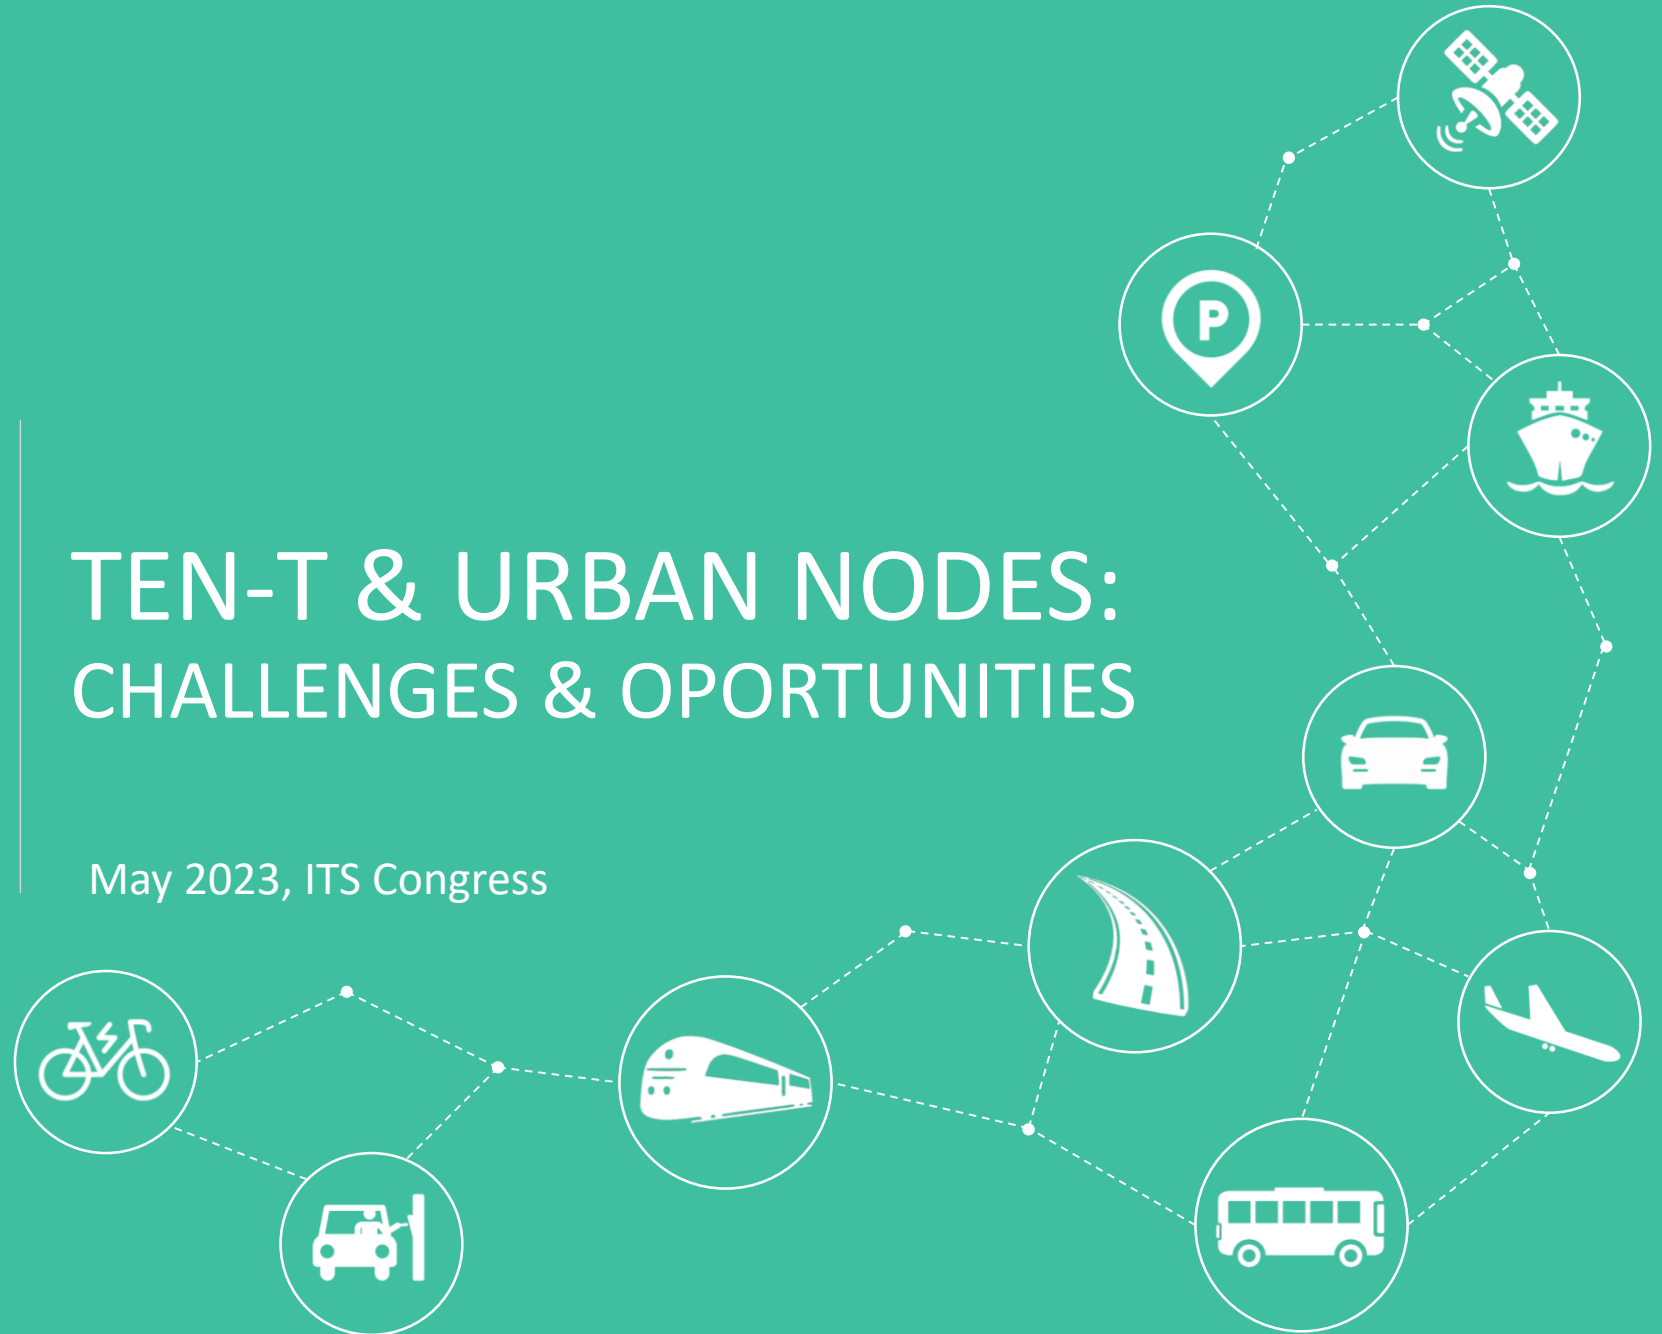 P
TEN-T & URBAN NODES:
CHALLENGES & OPORTUNITIES
May 2023, ITS Congress